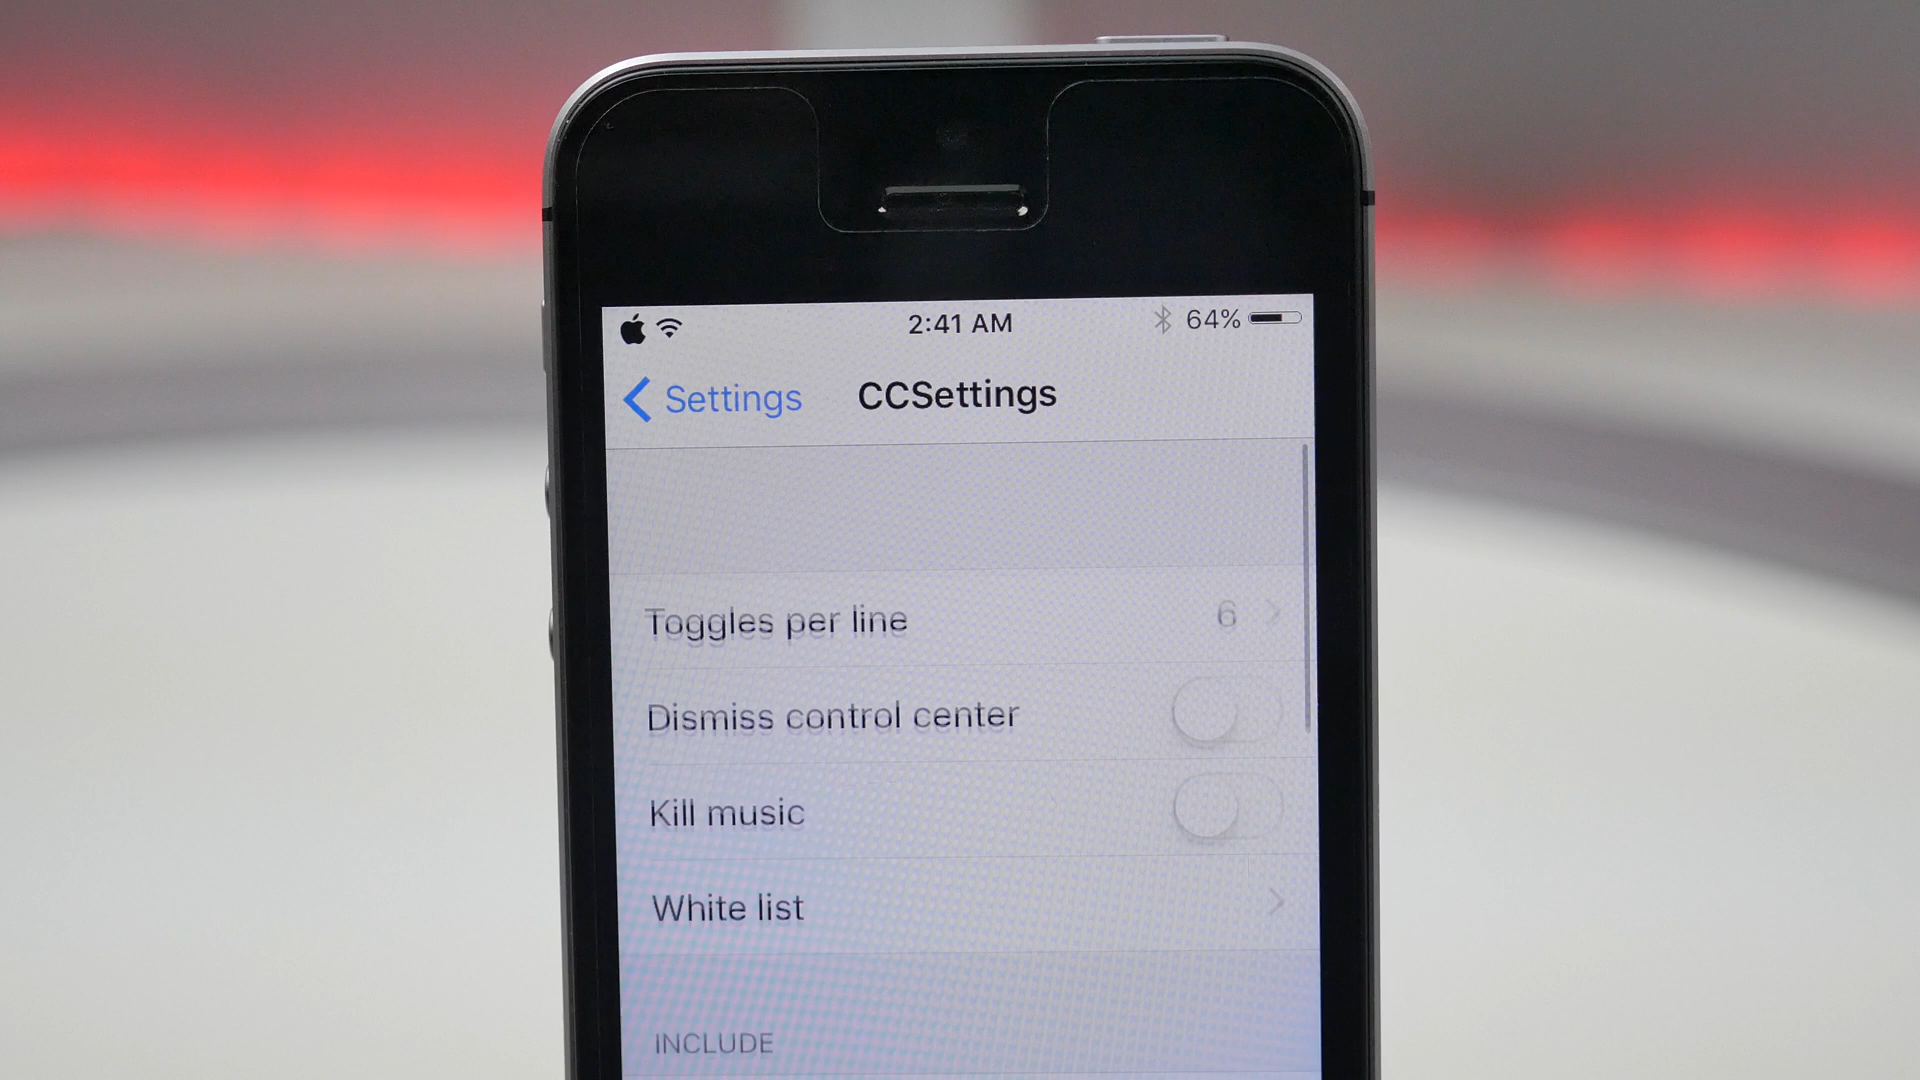 2:41 AM 64%
Settings CCSettings
Toggles per line 6
Dismiss control center
Kill music
White list
INCLUDE